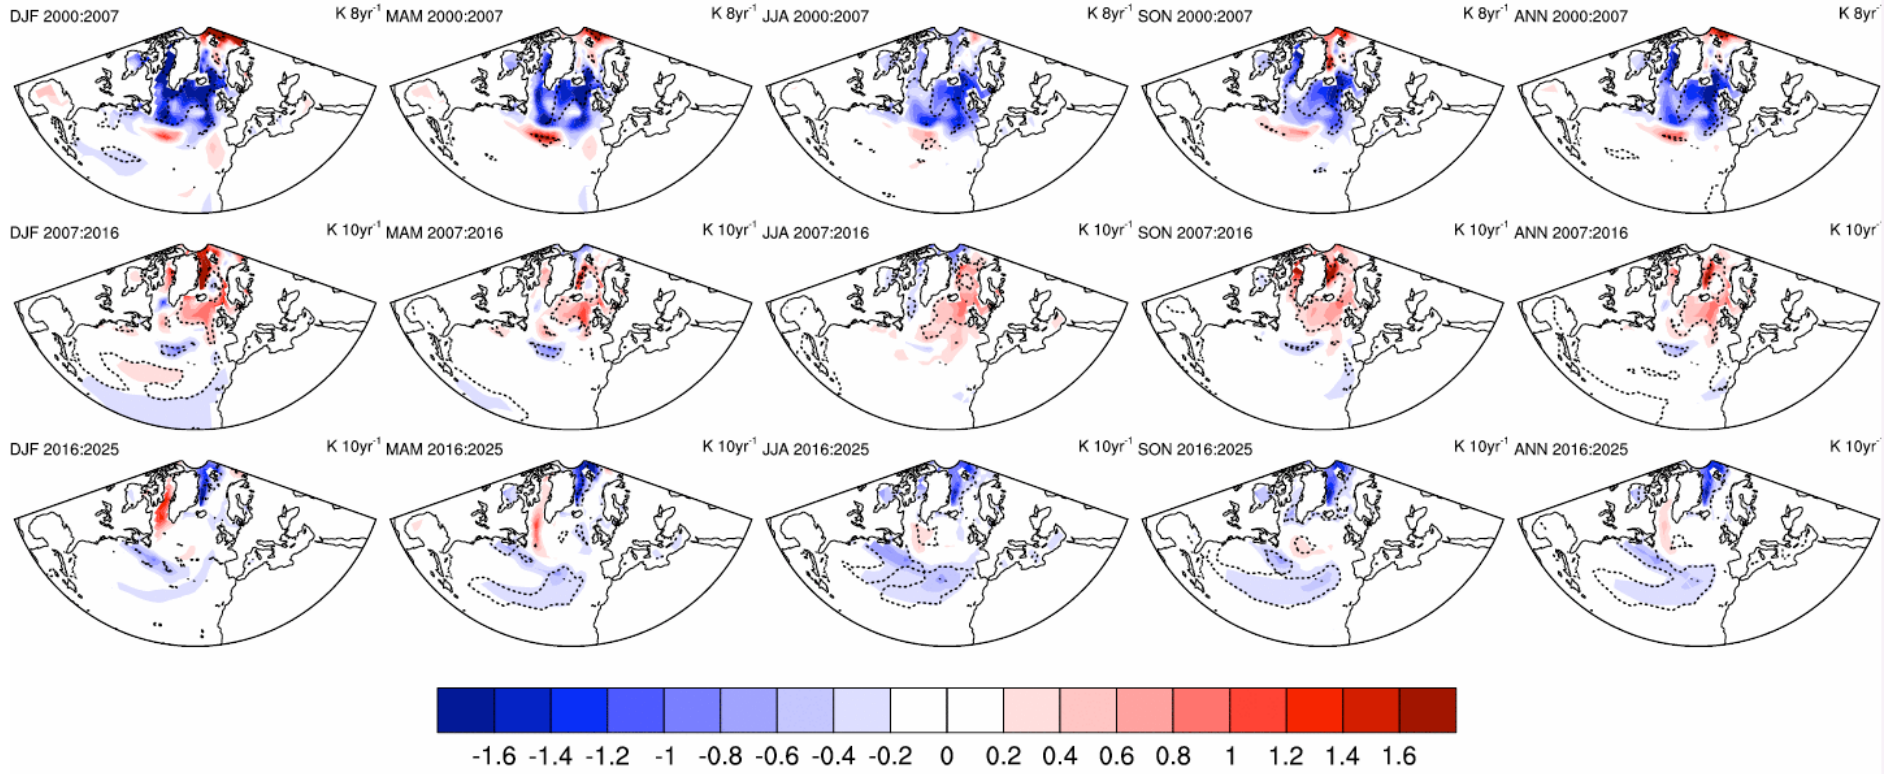 DJF 2000:2007 K 8yr⁻¹ MAM 2000:2007 K 8yr⁻¹ JJA 2000:2007 K 8yr⁻¹ SON 2000:2007 K 8yr⁻¹ ANN 2000:2007 K 8yr⁻
DJF 2007:2016 K 10yr⁻¹ MAM 2007:2016 K 10yr⁻¹ JJA 2007:2016 K 10yr⁻¹ SON 2007:2016 K 10yr⁻¹ ANN 2007:2016 K 10yr⁻
DJF 2016:2025 K 10yr⁻¹ MAM 2016:2025 K 10yr⁻¹ JJA 2016:2025 K 10yr⁻¹ SON 2016:2025 K 10yr⁻¹ ANN 2016:2025 K 10yr⁻
-1.6 -1.4 -1.2 -1 -0.8 -0.6 -0.4 -0.2 0 0.2 0.4 0.6 0.8 1 1.2 1.4 1.6